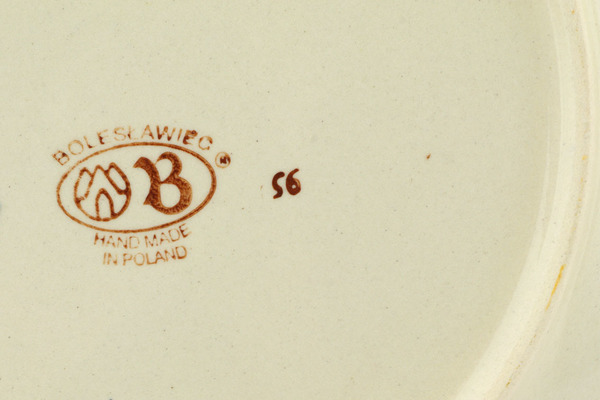 BOLESŁAWIEC ®
B
HAND MADE
IN POLAND
56